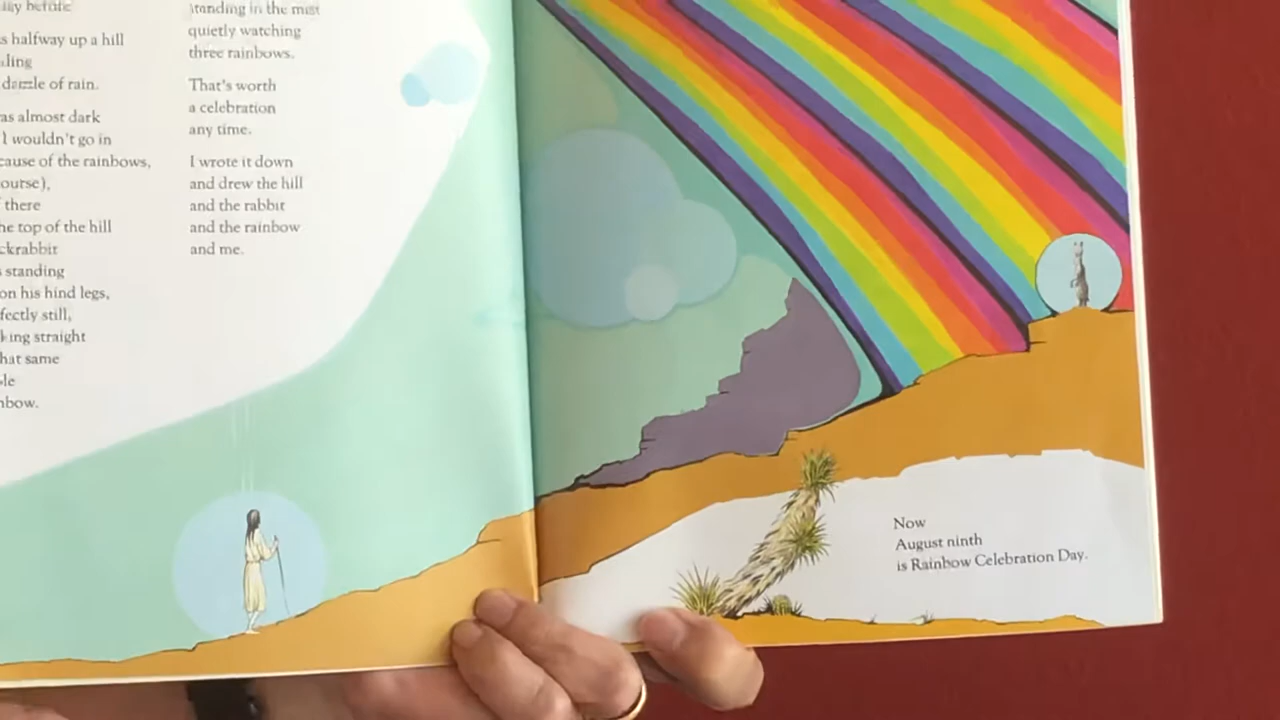 s halfway up a hill
dazzle of rain.
as almost dark
I wouldn't go in
cause of the rainbows,
ourse),
there
he top of the hill
ckrabbit
standing
on his hind legs,
fectly still,
king straight
hat same
le
nbow.
standing in the mist
quietly watching
three rainbows.
That's worth
a celebration
any time.
I wrote it down
and drew the hill
and the rabbit
and the rainbow
and me.
Now
August ninth
is Rainbow Celebration Day.